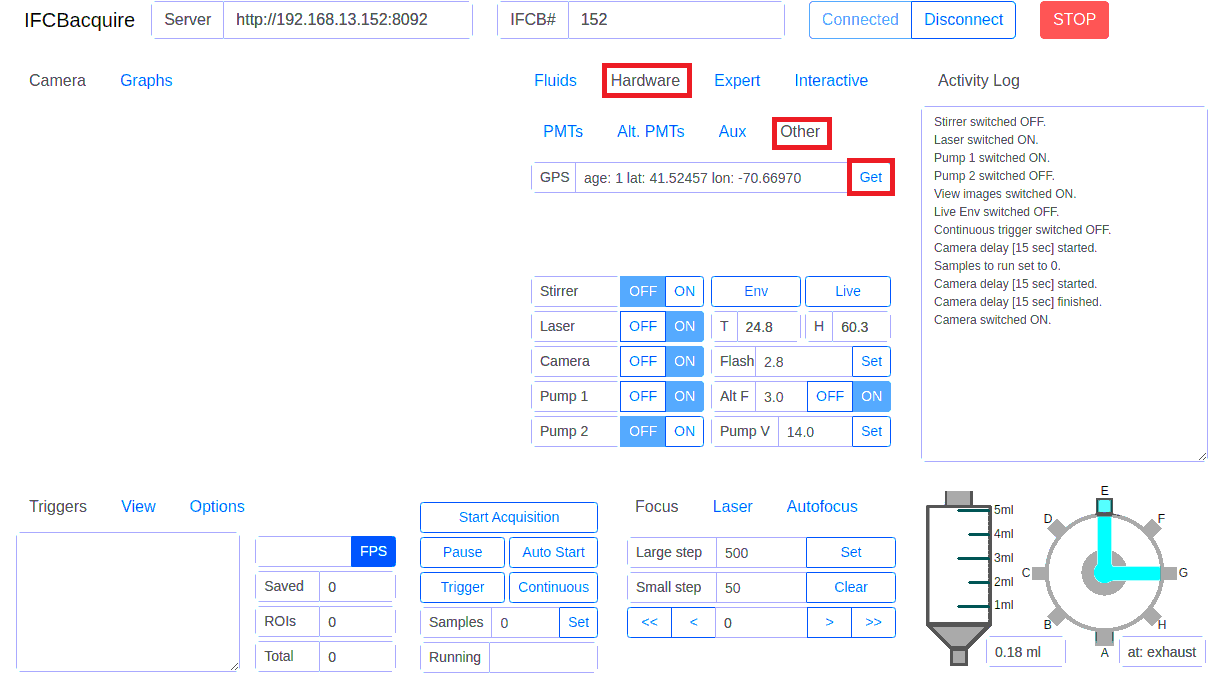 IFCBacquire Server http://192.168.13.152:8092 IFCB# 152 Connected Disconnect STOP
Camera Graphs Fluids Hardware Expert Interactive Activity Log
PMTs Alt. PMTs Aux Other
GPS age: 1 lat: 41.52457 lon: -70.66970 Get
Stirrer OFF ON Env Live
Laser OFF ON T 24.8 H 60.3
Camera OFF ON Flash 2.8 Set
Pump 1 OFF ON Alt F 3.0 OFF ON
Pump 2 OFF ON Pump V 14.0 Set
Stirrer switched OFF.
Laser switched ON.
Pump 1 switched ON.
Pump 2 switched OFF.
View images switched ON.
Live Env switched OFF.
Continuous trigger switched OFF.
Camera delay [15 sec] started.
Samples to run set to 0.
Camera delay [15 sec] started.
Camera delay [15 sec] finished.
Camera switched ON.
Triggers View Options
FPS
Saved 0
ROIs 0
Total 0
Start Acquisition
Pause Auto Start
Trigger Continuous
Samples 0 Set
Running
Focus Laser Autofocus
Large step 500 Set
Small step 50 Clear
<< < 0 > >>
5ml
4ml
3ml
2ml
1ml
0.18 ml
E
D F
C G
B H
A
at: exhaust